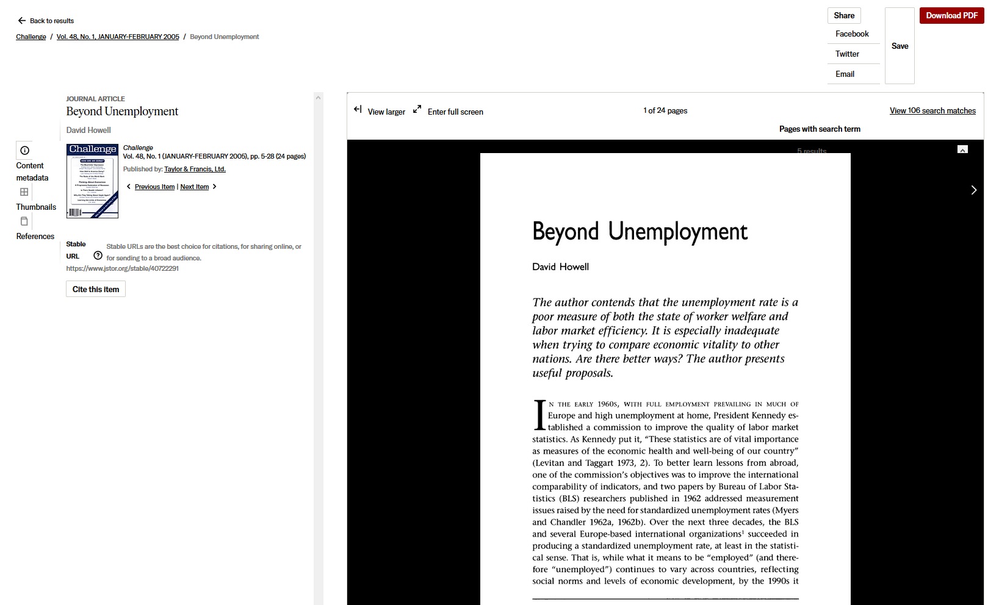 Back to results
Challenge / Vol. 48, No. 1, JANUARY-FEBRUARY 2005 / Beyond Unemployment
Share
Facebook
Twitter
Email
Save
Download PDF
JOURNAL ARTICLE
Beyond Unemployment
David Howell
Content
metadata
Thumbnails
References
Challenge
HOW ARE WE DOING?
Challenge
Vol. 48, No. 1 (JANUARY-FEBRUARY 2005), pp. 5-28 (24 pages)
Published by: Taylor & Francis, Ltd.
Previous Item | Next Item
Stable
URL
Stable URLs are the best choice for citations, for sharing online, or
for sending to a broad audience.
https://www.jstor.org/stable/40722291
Cite this item
View larger
Enter full screen
1 of 24 pages
View 106 search matches
Pages with search term
5 results
Beyond Unemployment
David Howell
The author contends that the unemployment rate is a
poor measure of both the state of worker welfare and
labor market efficiency. It is especially inadequate
when trying to compare economic vitality to other
nations. Are there better ways? The author presents
useful proposals.
IN THE EARLY 1960S, WITH FULL EMPLOYMENT PREVAILING IN MUCH OF
Europe and high unemployment at home, President Kennedy es-
tablished a commission to improve the quality of labor market
statistics. As Kennedy put it, “These statistics are of vital importance
as measures of the economic health and well-being of our country”
(Levitan and Taggart 1973, 2). To better learn lessons from abroad,
one of the commission’s objectives was to improve the international
comparability of indicators, and two papers by Bureau of Labor Sta-
tistics (BLS) researchers published in 1962 addressed measurement
issues raised by the need for standardized unemployment rates (Myers
and Chandler 1962a, 1962b). Over the next three decades, the BLS
and several Europe-based international organizations¹ succeeded in
producing a standardized unemployment rate, at least in the statisti-
cal sense. That is, while what it means to be “employed” (and there-
fore “unemployed”) continues to vary across countries, reflecting
social norms and levels of economic development, by the 1990s it